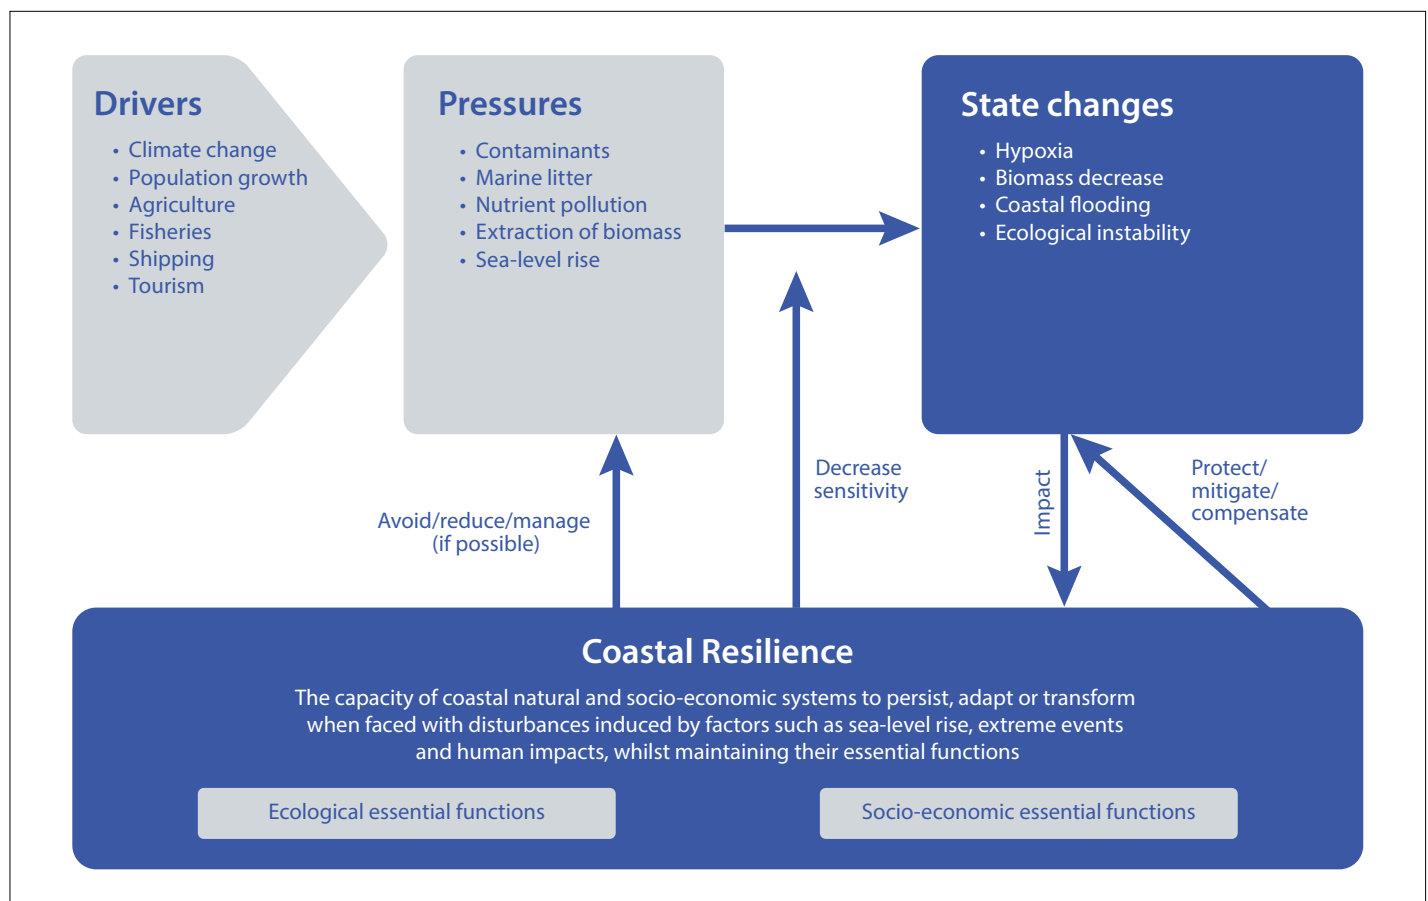 Drivers
• Climate change
• Population growth
• Agriculture
• Fisheries
• Shipping
• Tourism
Pressures
• Contaminants
• Marine litter
• Nutrient pollution
• Extraction of biomass
• Sea-level rise
State changes
• Hypoxia
• Biomass decrease
• Coastal flooding
• Ecological instability
Avoid/reduce/manage
(if possible)
Decrease
sensitivity
Impact
Protect/
mitigate/
compensate
Coastal Resilience
The capacity of coastal natural and socio-economic systems to persist, adapt or transform
when faced with disturbances induced by factors such as sea-level rise, extreme events
and human impacts, whilst maintaining their essential functions
Ecological essential functions
Socio-economic essential functions